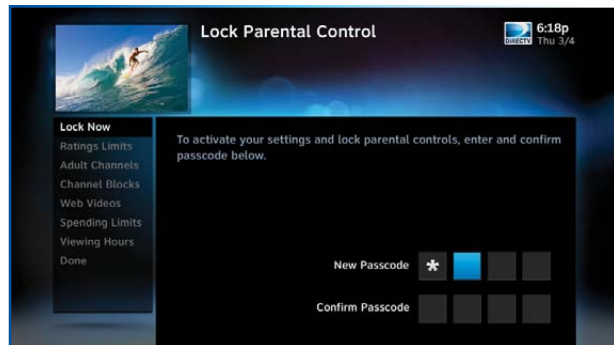 Lock Parental Control
DIRECTV
6:18p
Thu 3/4
Lock Now
Ratings Limits
Adult Channels
Channel Blocks
Web Videos
Spending Limits
Viewing Hours
Done
To activate your settings and lock parental controls, enter and confirm
passcode below.
New Passcode *
Confirm Passcode